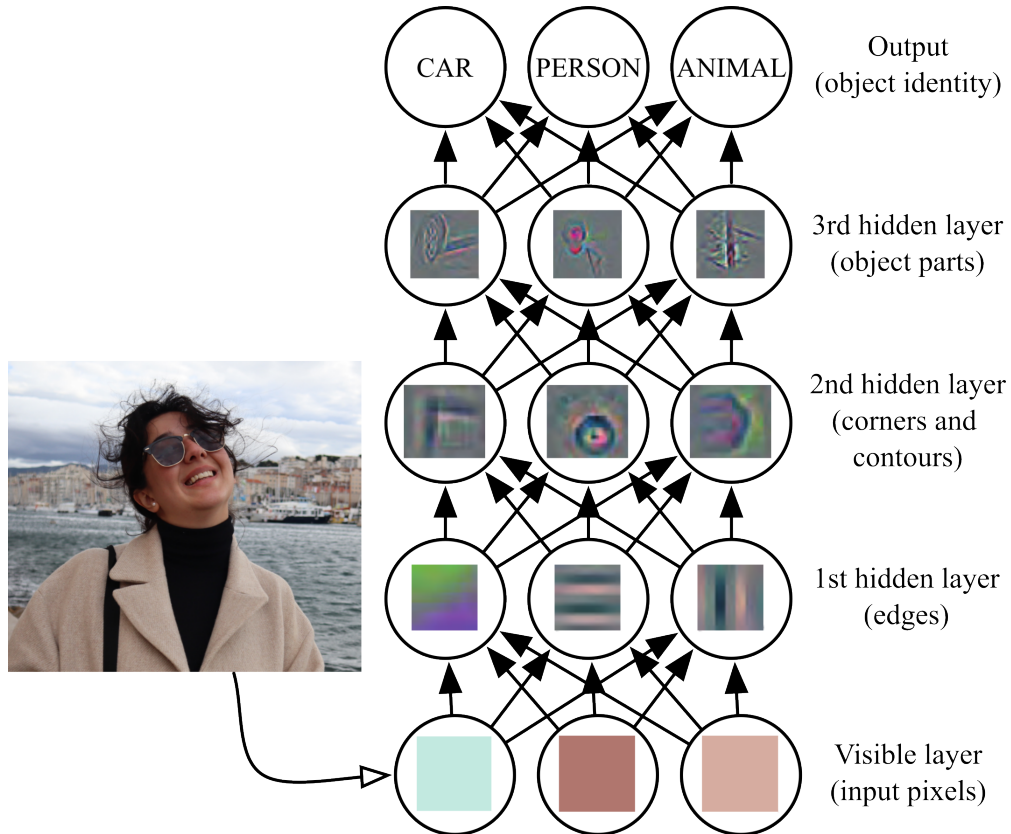 CAR PERSON ANIMAL
Output
(object identity)
3rd hidden layer
(object parts)
2nd hidden layer
(corners and
contours)
1st hidden layer
(edges)
Visible layer
(input pixels)